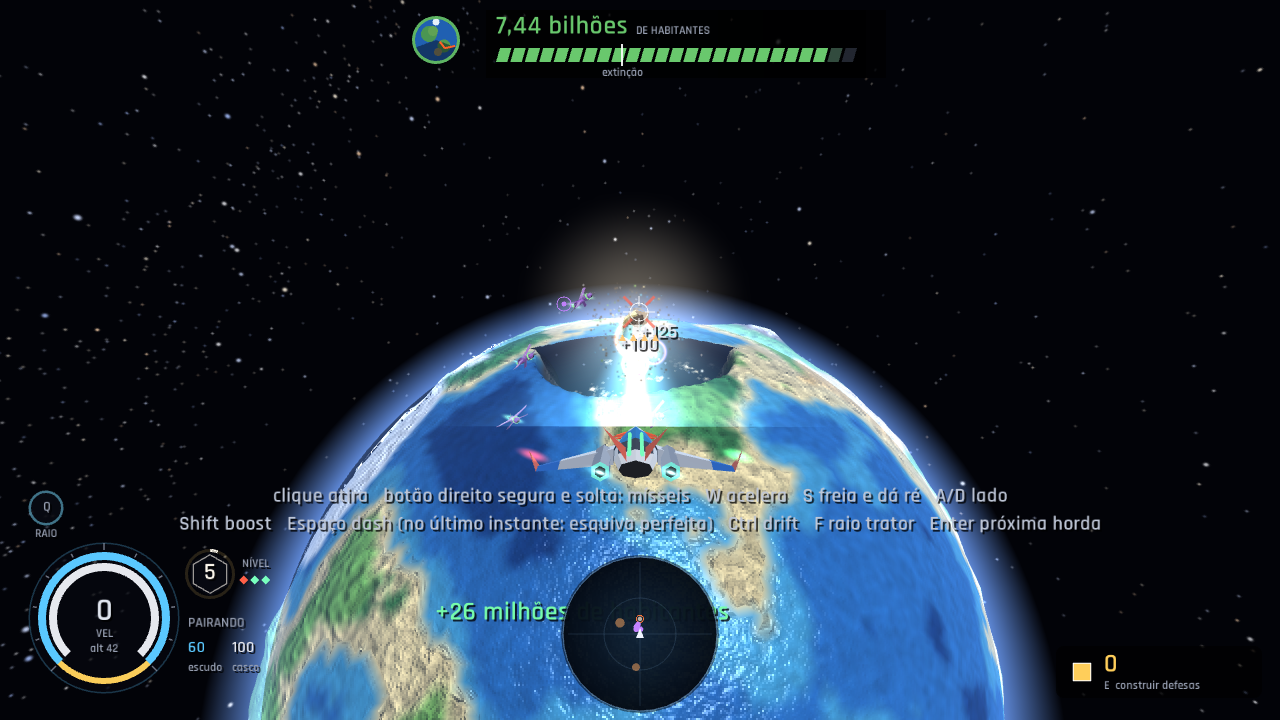 7,44 bilhões DE HABITANTES
extinção
+125
+100
clique atira botão direito segura e solta: mísseis W acelera S freia e dá ré A/D lado
Shift boost Espaço dash (no último instante: esquiva perfeita) Ctrl drift F raio trator Enter próxima horda
Q
RAIO
5 NÍVEL
0
VEL
alt 42
PAIRANDO
60 100
escudo casco
+26 milhões de habitantes
0
E construir defesas